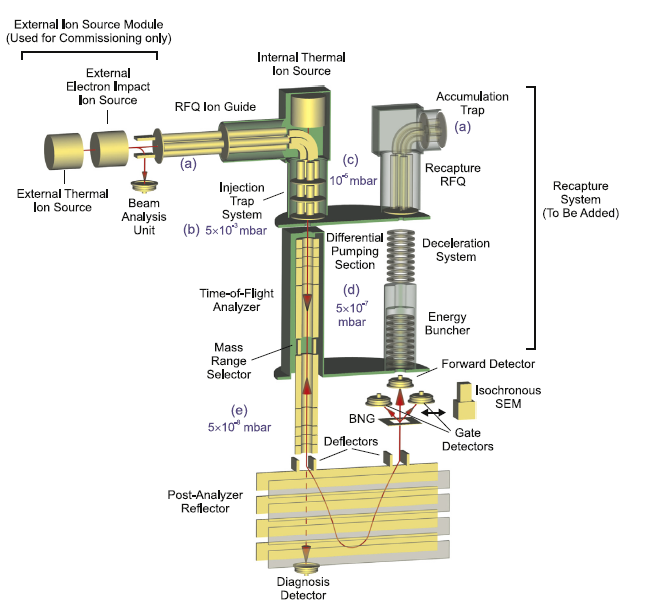 External Ion Source Module
(Used for Commissioning only)
External
Electron Impact
Ion Source
RFQ Ion Guide
Internal Thermal
Ion Source
Accumulation
Trap
(a)
(a)
(c)
10⁻⁵ mbar
Recapture
RFQ
External Thermal
Ion Source
Beam
Analysis
Unit
Injection
Trap
System
(b) 5×10⁻³ mbar
Recapture
System
(To Be Added)
Differential
Pumping
Section
Deceleration
System
Time-of-Flight
Analyzer
(d)
5×10⁻⁷
mbar
Energy
Buncher
Mass
Range
Selector
Forward Detector
Isochronous
SEM
(e)
5×10⁻⁸ mbar
BNG
Gate
Detectors
Deflectors
Post-Analyzer
Reflector
Diagnosis
Detector